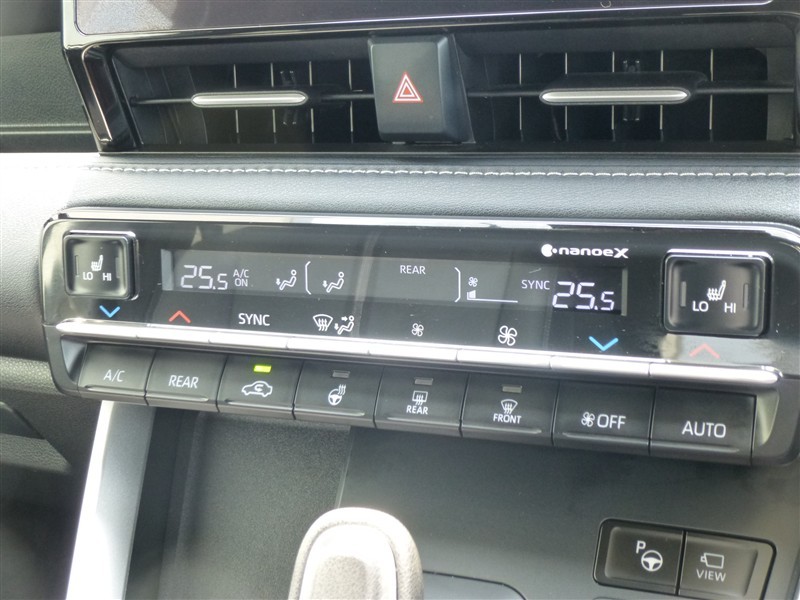 nanoeX
LO HI
25.5 A/C ON
REAR
SYNC 25.5
LO HI
SYNC
A/C
REAR
REAR
FRONT
OFF
AUTO
P
VIEW